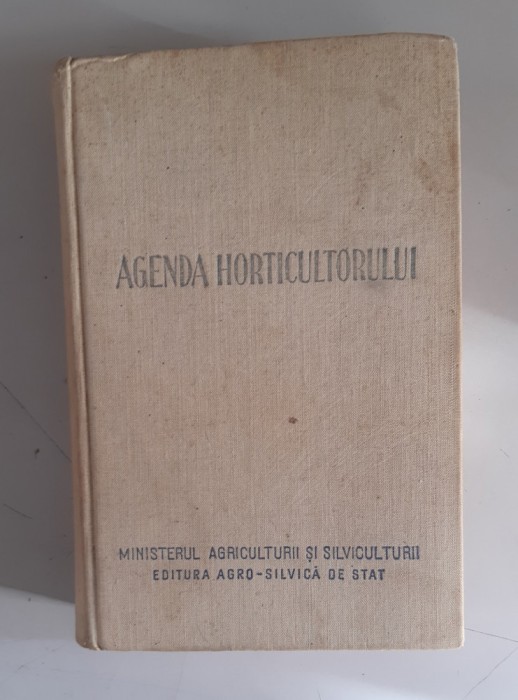 AGENDA HORTICULTORULUI
MINISTERUL AGRICULTURII ȘI SILVICULTURII
EDITURA AGRO-SILVICĂ DE STAT